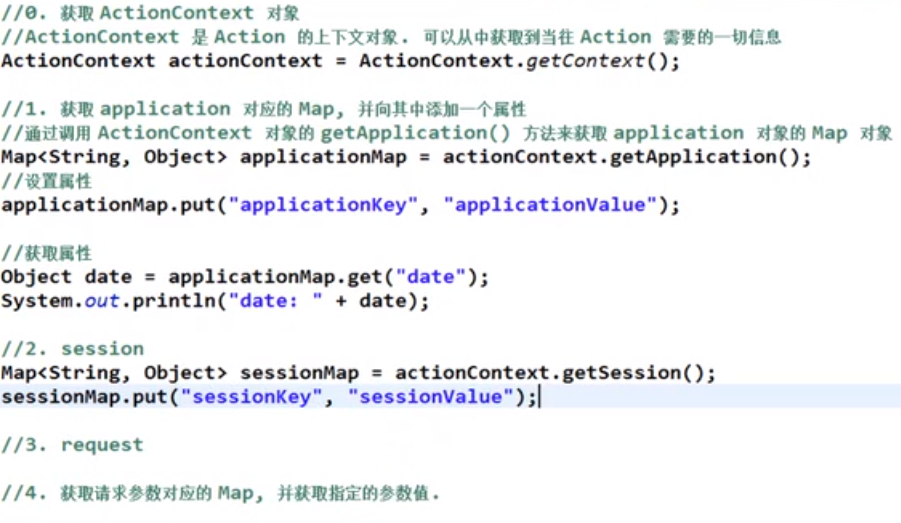 //0. 获取 ActionContext 对象
//ActionContext 是 Action 的上下文对象. 可以从中获取到当往 Action 需要的一切信息
ActionContext actionContext = ActionContext.getContext();
//1. 获取 application 对应的 Map, 并向其中添加一个属性
//通过调用 ActionContext 对象的 getApplication() 方法来获取 application 对象的 Map 对象
Map<String, Object> applicationMap = actionContext.getApplication();
//设置属性
applicationMap.put("applicationKey", "applicationValue");
//获取属性
Object date = applicationMap.get("date");
System.out.println("date: " + date);
//2. session
Map<String, Object> sessionMap = actionContext.getSession();
sessionMap.put("sessionKey", "sessionValue");
//3. request
//4. 获取请求参数对应的 Map, 并获取指定的参数值.